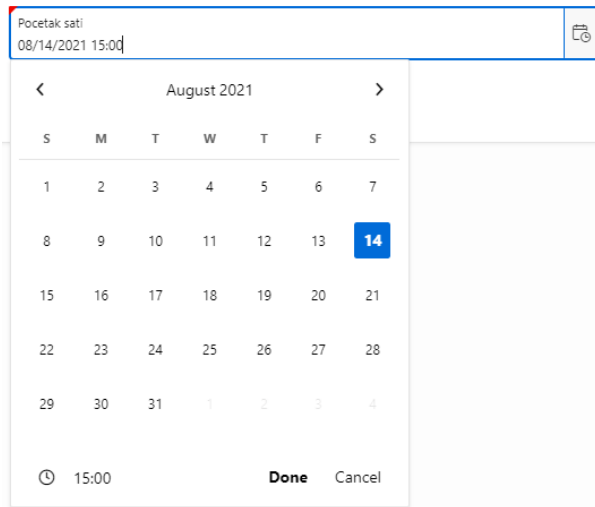 Pocetak sati
08/14/2021 15:00
August 2021
S M T W T F S
1 2 3 4 5 6 7
8 9 10 11 12 13 14
15 16 17 18 19 20 21
22 23 24 25 26 27 28
29 30 31 1 2 3 4
15:00 Done Cancel